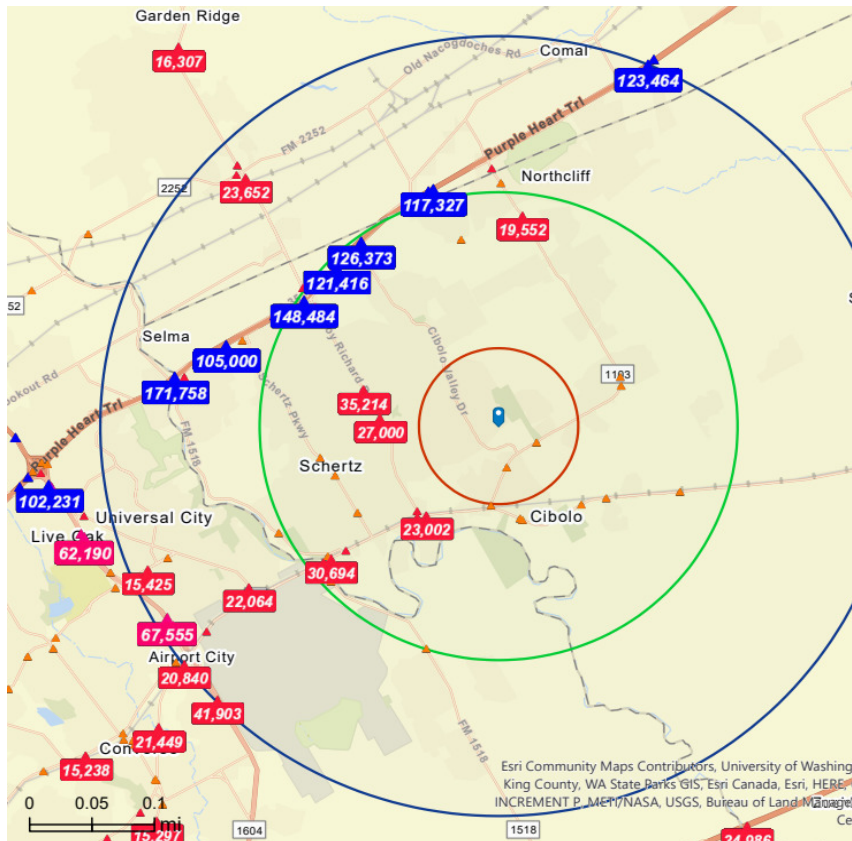 Garden Ridge
16,307
Old Nacogdoches Rd
Comal
123,464
Purple Heart Trl
FM 2252
2252
23,652
Northcliff
117,327
19,552
126,373
121,416
148,484
Selma
105,000
171,758
Schertz Pkwy
Cibolo Valley Dr
1103
35,214
27,000
Purple Heart Trl
FM 1518
Schertz
102,231
Universal City
Live Oak
62,190
23,002
Cibolo
15,425
30,694
22,064
67,555
Airport City
20,840
41,903
FM 1518
21,449
15,238
Esri Community Maps Contributors, University of Washing
King County, WA State Parks GIS, Esri Canada, Esri, HERE,
INCREMENT P, METI/NASA, USGS, Bureau of Land
0 0.05 0.1
mi
15,297
1604
1518
24,986